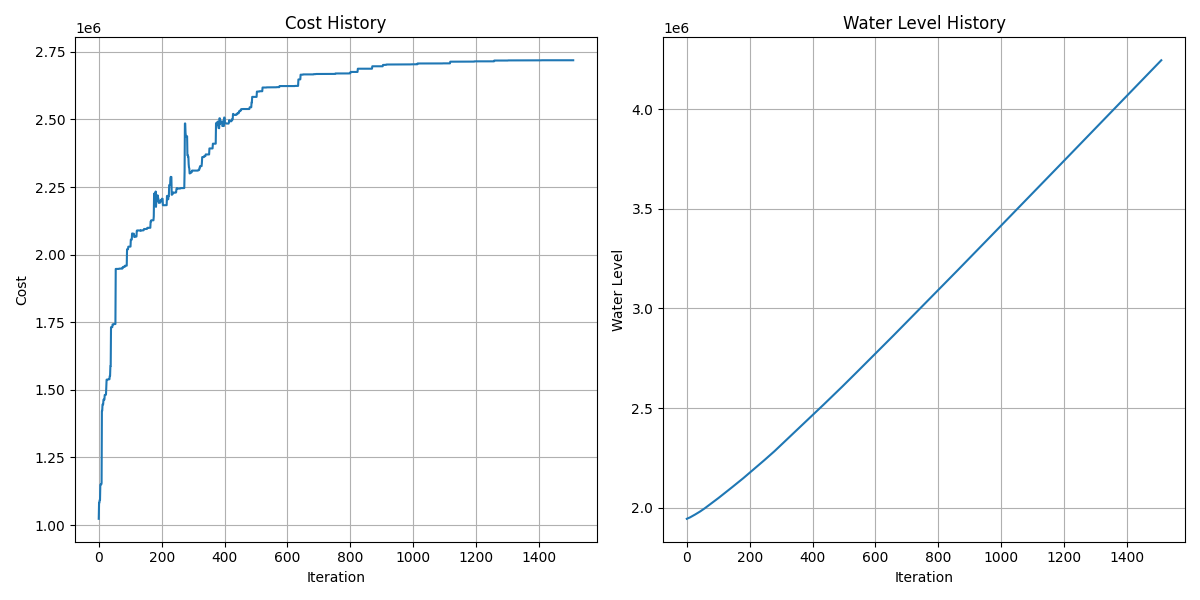 Cost History
1e6
2.75
2.50
2.25
2.00
1.75
1.50
1.25
1.00
Cost
0 200 400 600 800 1000 1200 1400
Iteration
Water Level History
1e6
4.0
3.5
3.0
2.5
2.0
Water Level
0 200 400 600 800 1000 1200 1400
Iteration